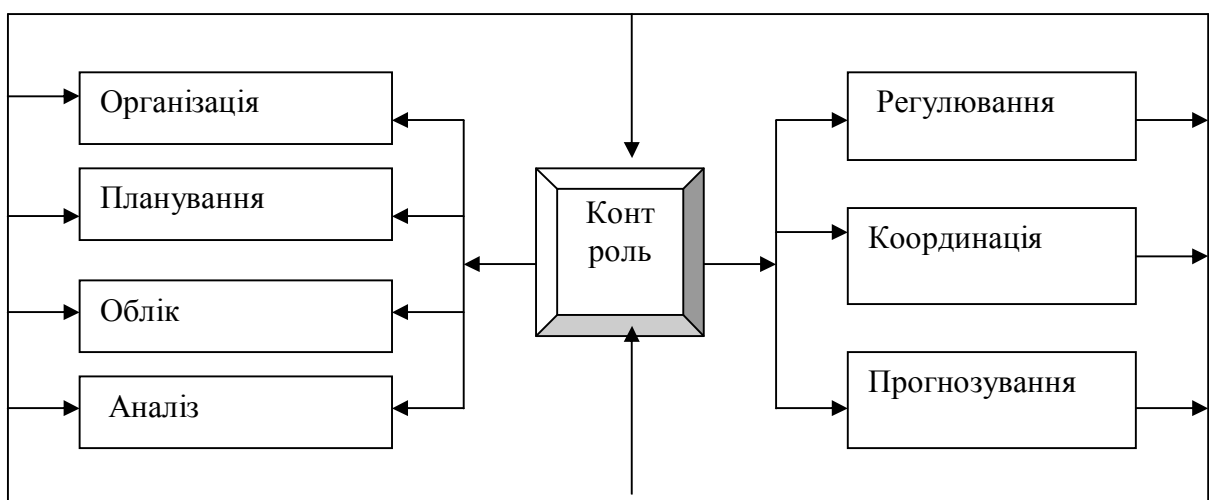 Організація
Планування
Облік
Аналіз
Конт
роль
Регулювання
Координація
Прогнозування